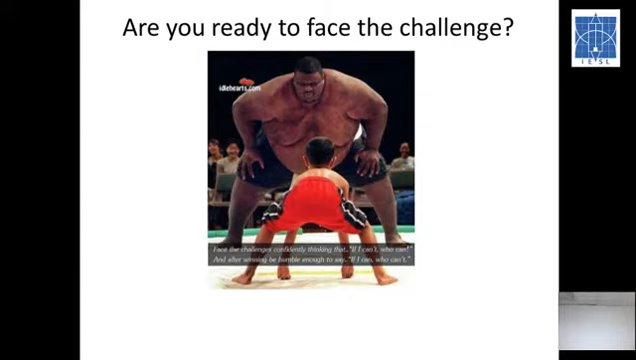 Are you ready to face the challenge?
idlehearts.com
Face the challenges confidently thinking that.."If I can't, who can!"
And after winning be humble enough to say.."If I can, who can't."
I E S L